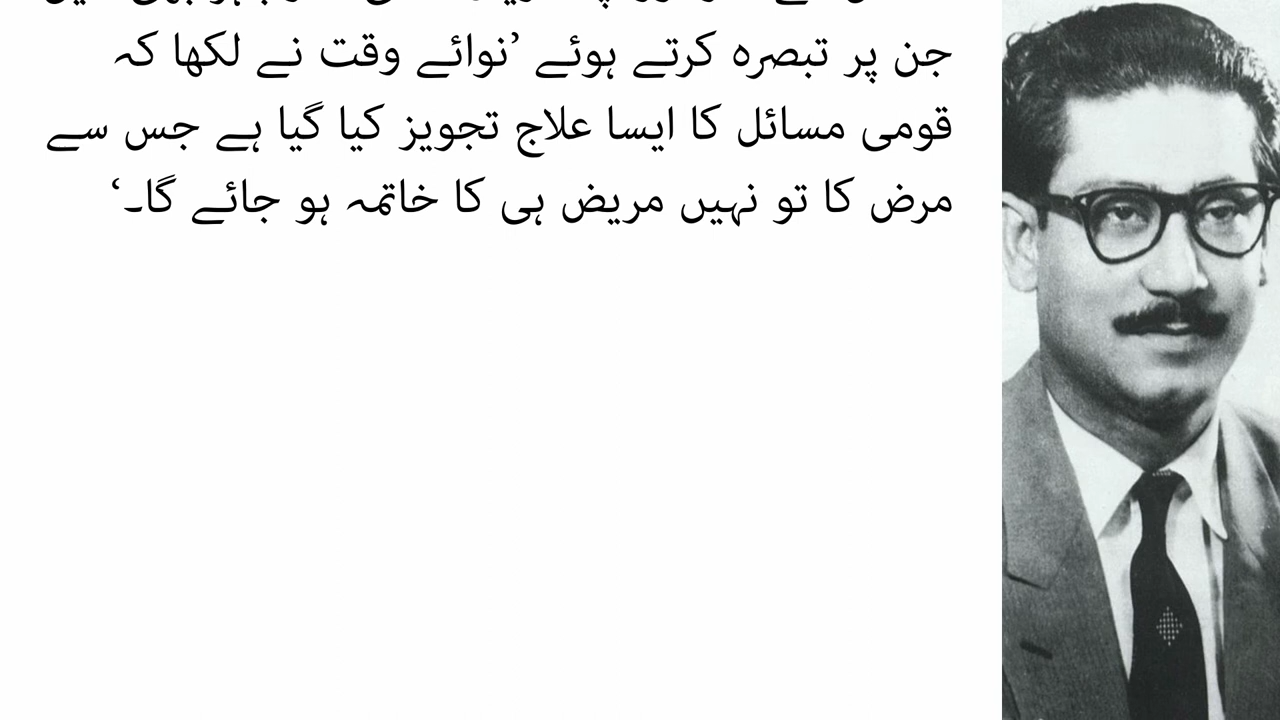 جن پر تبصرہ کرتے ہوئے ’نوائے وقت نے لکھا کہ
قومی مسائل کا ایسا علاج تجویز کیا گیا ہے جس سے
مرض کا تو نہیں مریض ہی کا خاتمہ ہو جائے گا۔‘